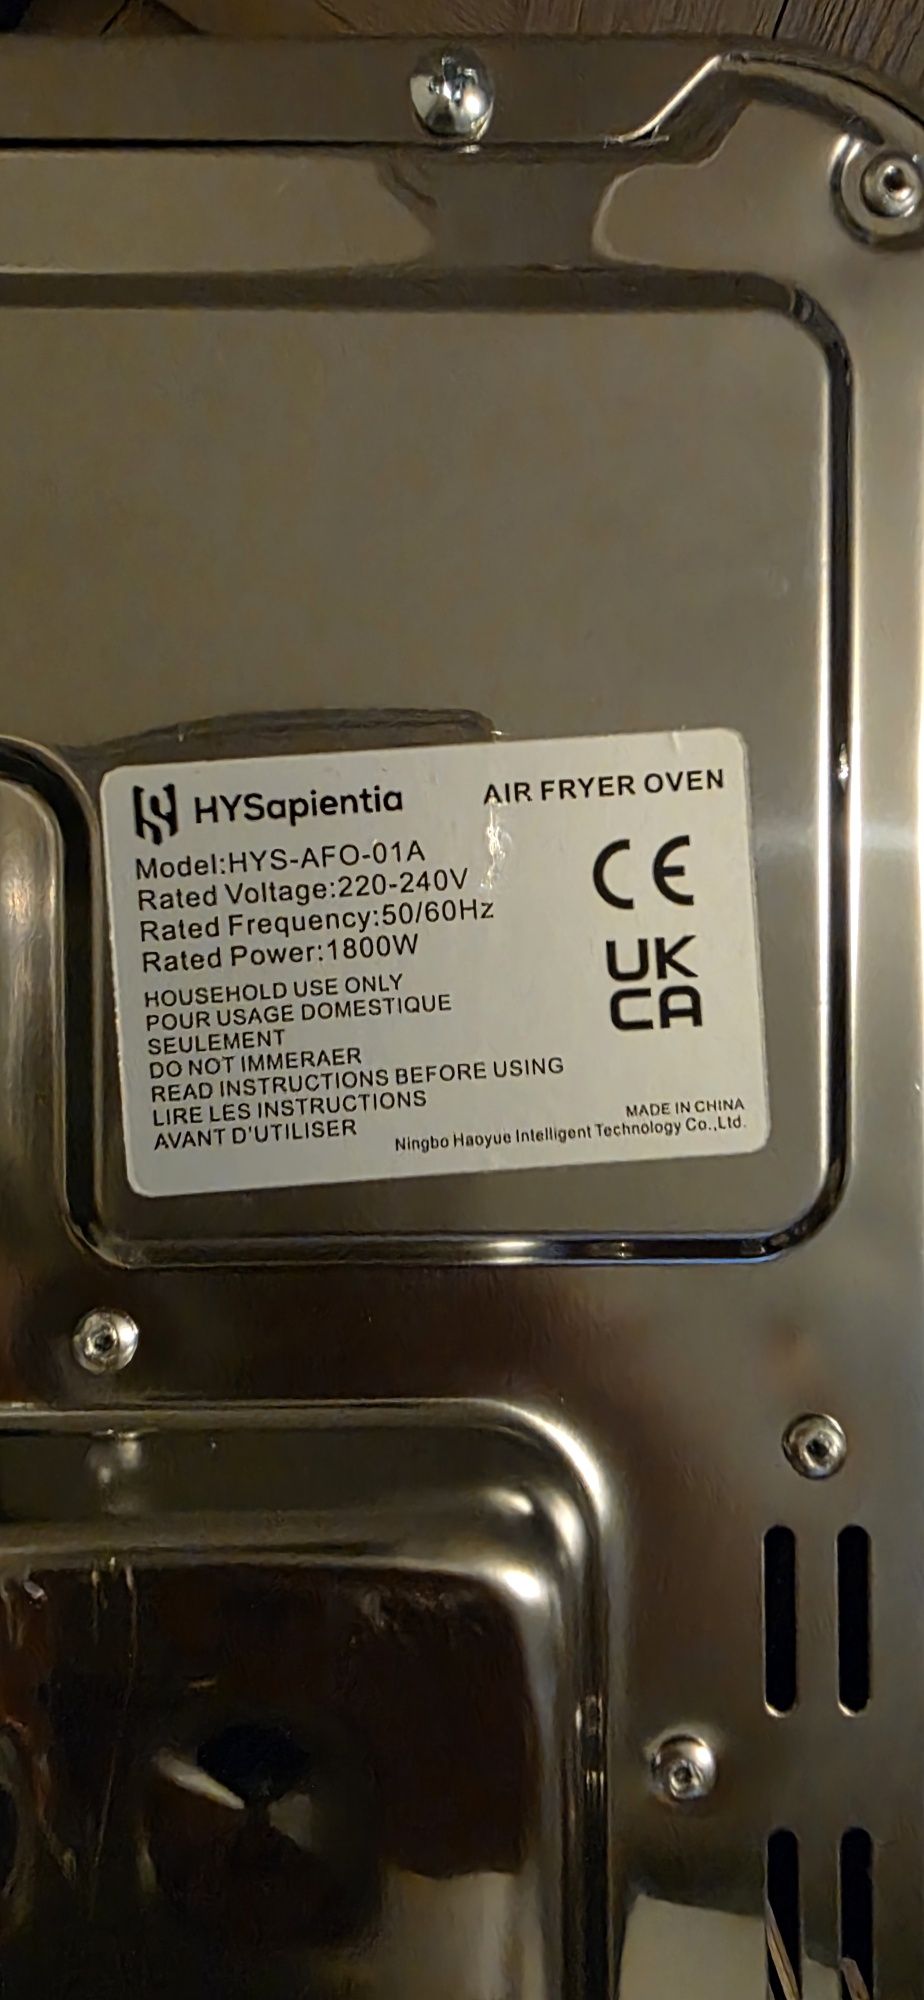 HYSapientia
AIR FRYER OVEN
Model:HYS-AFO-01A
Rated Voltage:220-240V
Rated Frequency:50/60Hz
Rated Power:1800W
CE
UK
CA
HOUSEHOLD USE ONLY
POUR USAGE DOMESTIQUE
SEULEMENT
DO NOT IMMERAER
READ INSTRUCTIONS BEFORE USING
LIRE LES INSTRUCTIONS
AVANT D'UTILISER
MADE IN CHINA
Ningbo Haoyue Intelligent Technology Co.,Ltd.